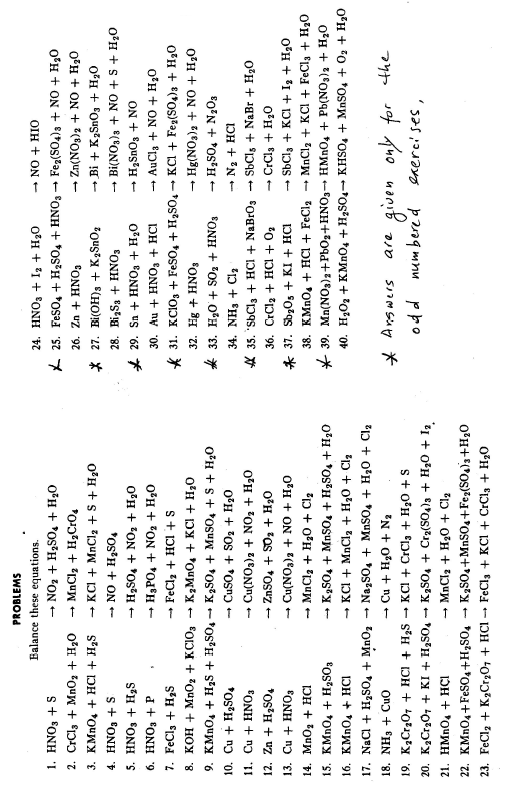 PROBLEMS
Balance these equations.
1. HNO₃ + S → NO₂ + H₂SO₄ + H₂O
2. CrCl₃ + MnO₂ + H₂O → MnCl₂ + H₂CrO₄
3. KMnO₄ + HCl + H₂S → KCl + MnCl₂ + S + H₂O
4. HNO₃ + S → NO + H₂SO₄
5. HNO₃ + H₂S → H₂SO₄ + NO₂ + H₂O
6. HNO₃ + P → H₃PO₄ + NO₂ + H₂O
7. FeCl₃ + H₂S → FeCl₂ + HCl + S
8. KOH + MnO₂ + KClO₃ → K₂MnO₄ + KCl + H₂O
9. KMnO₄ + H₂S + H₂SO₄ → K₂SO₄ + MnSO₄ + S + H₂O
10. Cu + H₂SO₄ → CuSO₄ + SO₂ + H₂O
11. Cu + HNO₃ → Cu(NO₃)₂ + NO₂ + H₂O
12. Zn + H₂SO₄ → ZnSO₄ + SO₂ + H₂O
13. Cu + HNO₃ → Cu(NO₃)₂ + NO + H₂O
14. MnO₂ + HCl → MnCl₂ + H₂O + Cl₂
15. KMnO₄ + H₂SO₃ → K₂SO₄ + MnSO₄ + H₂SO₄ + H₂O
16. KMnO₄ + HCl → KCl + MnCl₂ + H₂O + Cl₂
17. NaCl + H₂SO₄ + MnO₂ → Na₂SO₄ + MnSO₄ + H₂O + Cl₂
18. NH₃ + CuO → Cu + H₂O + N₂
19. K₂Cr₂O₇ + HCl + H₂S → KCl + CrCl₃ + H₂O + S
20. K₂Cr₂O₇ + KI + H₂SO₄ → K₂SO₄ + Cr₂(SO₄)₃ + H₂O + I₂
21. HMnO₄ + HCl → MnCl₂ + H₂O + Cl₂
22. KMnO₄+FeSO₄+H₂SO₄ → K₂SO₄+MnSO₄+Fe₂(SO₄)₃+H₂O
23. FeCl₂ + K₂Cr₂O₇ + HCl → FeCl₃ + KCl + CrCl₃ + H₂O
24. HNO₃ + I₂ + H₂O → NO + HIO
* 25. FeSO₄ + H₂SO₄ + HNO₃ → Fe₂(SO₄)₃ + NO + H₂O
26. Zn + HNO₃ → Zn(NO₃)₂ + NO + H₂O
* 27. Bi(OH)₃ + K₂SnO₂ → Bi + K₂SnO₃ + H₂O
28. Bi₂S₃ + HNO₃ → Bi(NO₃)₃ + NO + S + H₂O
* 29. Sn + HNO₃ + H₂O → H₂SnO₃ + NO
30. Au + HNO₃ + HCl → AuCl₃ + NO + H₂O
* 31. KClO₃ + FeSO₄ + H₂SO₄ → KCl + Fe₂(SO₄)₃ + H₂O
32. Hg + HNO₃ → Hg(NO₃)₂ + NO + H₂O
* 33. H₂O + SO₂ + HNO₃ → H₂SO₄ + N₂O₃
34. NH₃ + Cl₂ → N₂ + HCl
* 35. SbCl₃ + HCl + NaBrO₃ → SbCl₅ + NaBr + H₂O
36. CrCl₂ + HCl + O₂ → CrCl₃ + H₂O
* 37. Sb₂O₅ + KI + HCl → SbCl₃ + KCl + I₂ + H₂O
38. KMnO₄ + HCl + FeCl₂ → MnCl₂ + KCl + FeCl₃ + H₂O
* 39. Mn(NO₃)₂+PbO₂+HNO₃ → HMnO₄ + Pb(NO₃)₂ + H₂O
40. H₂O₂ + KMnO₄ + H₂SO₄ → KHSO₄ + MnSO₄ + O₂ + H₂O
* Answers are given only for the
odd numbered exercises,